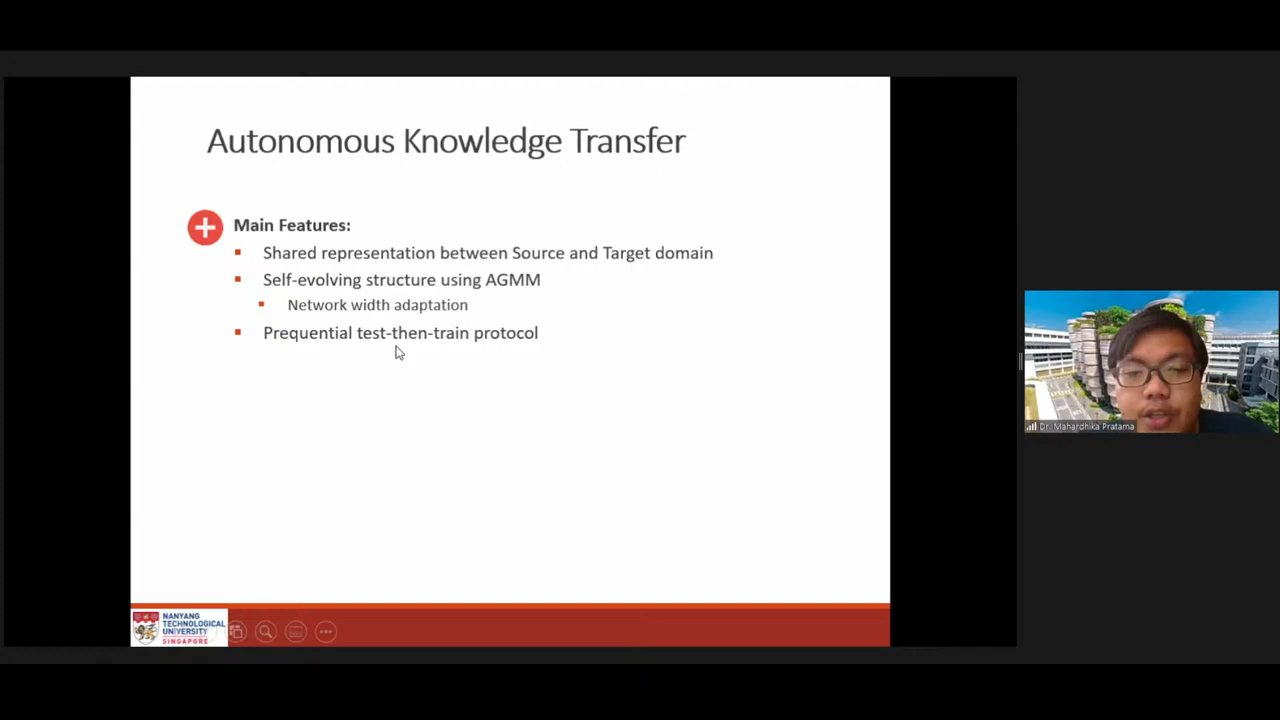 Autonomous Knowledge Transfer
Main Features:
Shared representation between Source and Target domain
Self-evolving structure using AGMM
Network width adaptation
Prequential test-then-train protocol
Dr. Mahardhika Pratama
NANYANG
TECHNOLOGICAL
UNIVERSITY
SINGAPORE